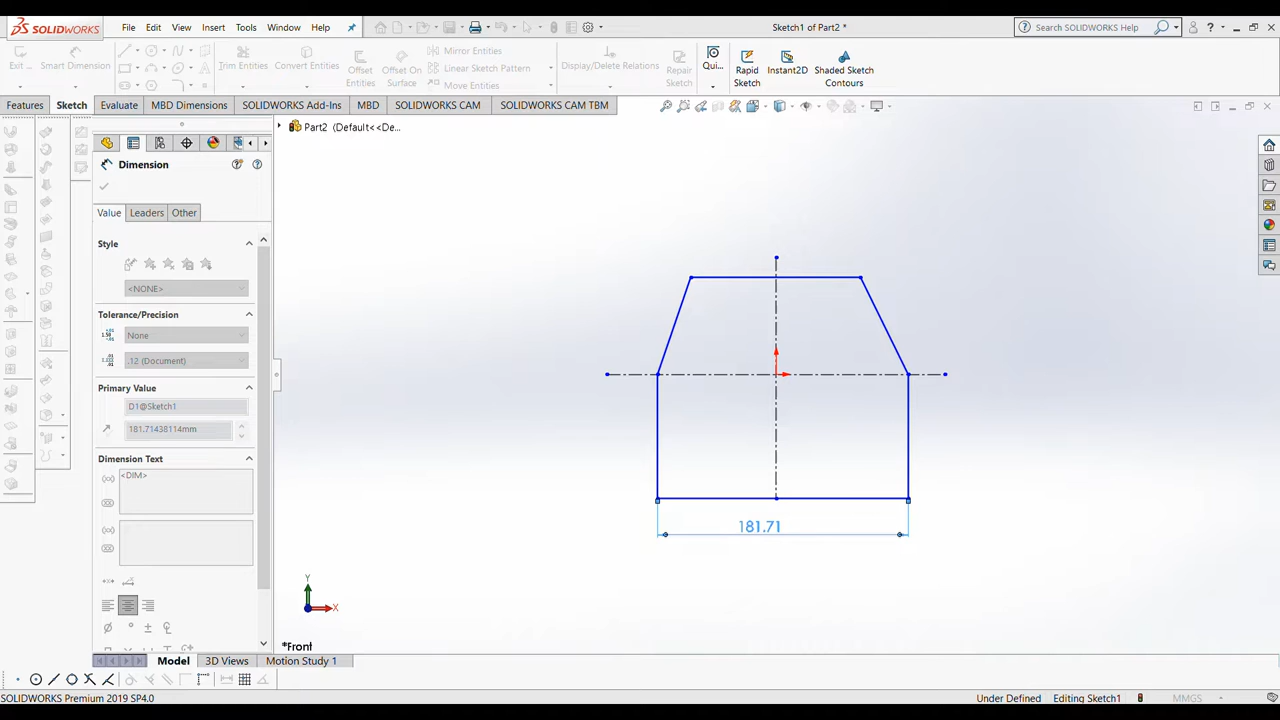 SOLIDWORKS File Edit View Insert Tools Window Help Sketch1 of Part2 * Search SOLIDWORKS Help ?
Exit ... Smart Dimension Trim Entities Convert Entities Offset Entities Offset On Surface Mirror Entities Linear Sketch Pattern Move Entities Display/Delete Relations Repair Sketch Qui... Rapid Sketch Instant2D Shaded Sketch Contours
Features Sketch Evaluate MBD Dimensions SOLIDWORKS Add-Ins MBD SOLIDWORKS CAM SOLIDWORKS CAM TBM
Part2 (Default<<De...
Dimension
Value Leaders Other
Style
<NONE>
Tolerance/Precision
None
.12 (Document)
Primary Value
D1@Sketch1
181.71438114mm
Dimension Text
<DIM>
181.71
Y
X
*Front
Model 3D Views Motion Study 1
SOLIDWORKS Premium 2019 SP4.0 Under Defined Editing Sketch1 MMGS